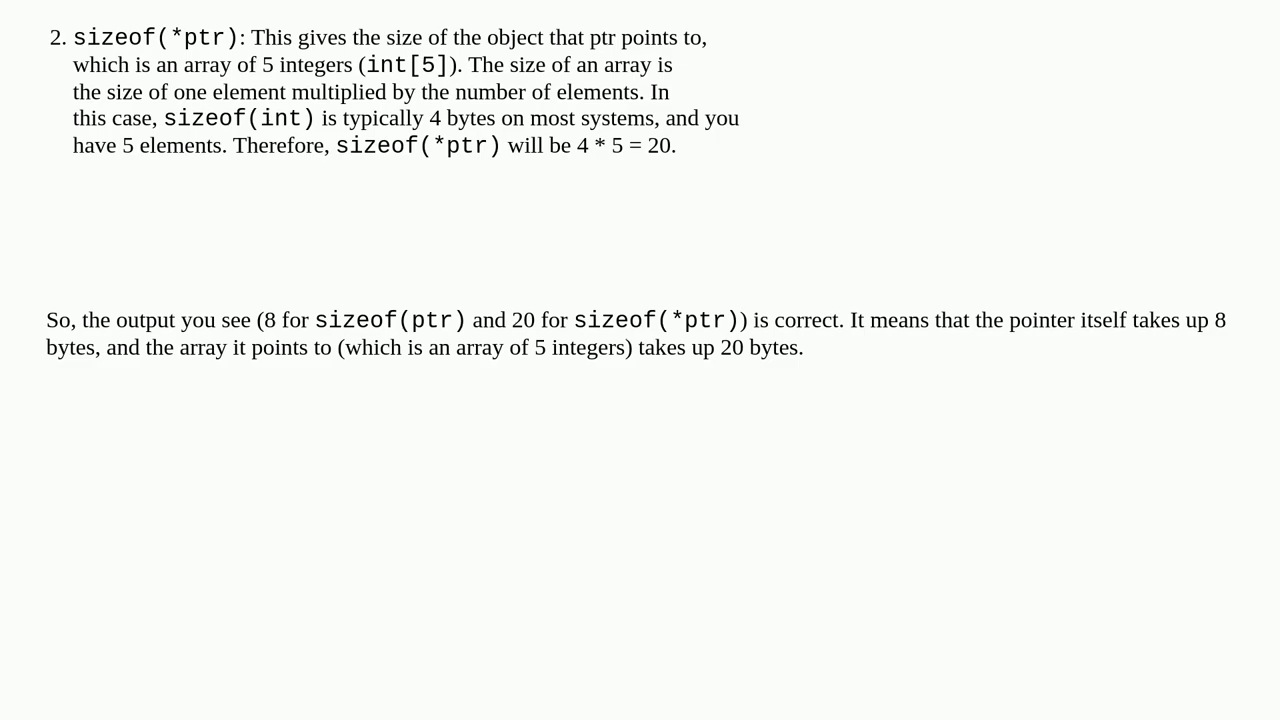 2. sizeof(*ptr): This gives the size of the object that ptr points to,
which is an array of 5 integers (int[5]). The size of an array is
the size of one element multiplied by the number of elements. In
this case, sizeof(int) is typically 4 bytes on most systems, and you
have 5 elements. Therefore, sizeof(*ptr) will be 4 * 5 = 20.
So, the output you see (8 for sizeof(ptr) and 20 for sizeof(*ptr)) is correct. It means that the pointer itself takes up 8
bytes, and the array it points to (which is an array of 5 integers) takes up 20 bytes.